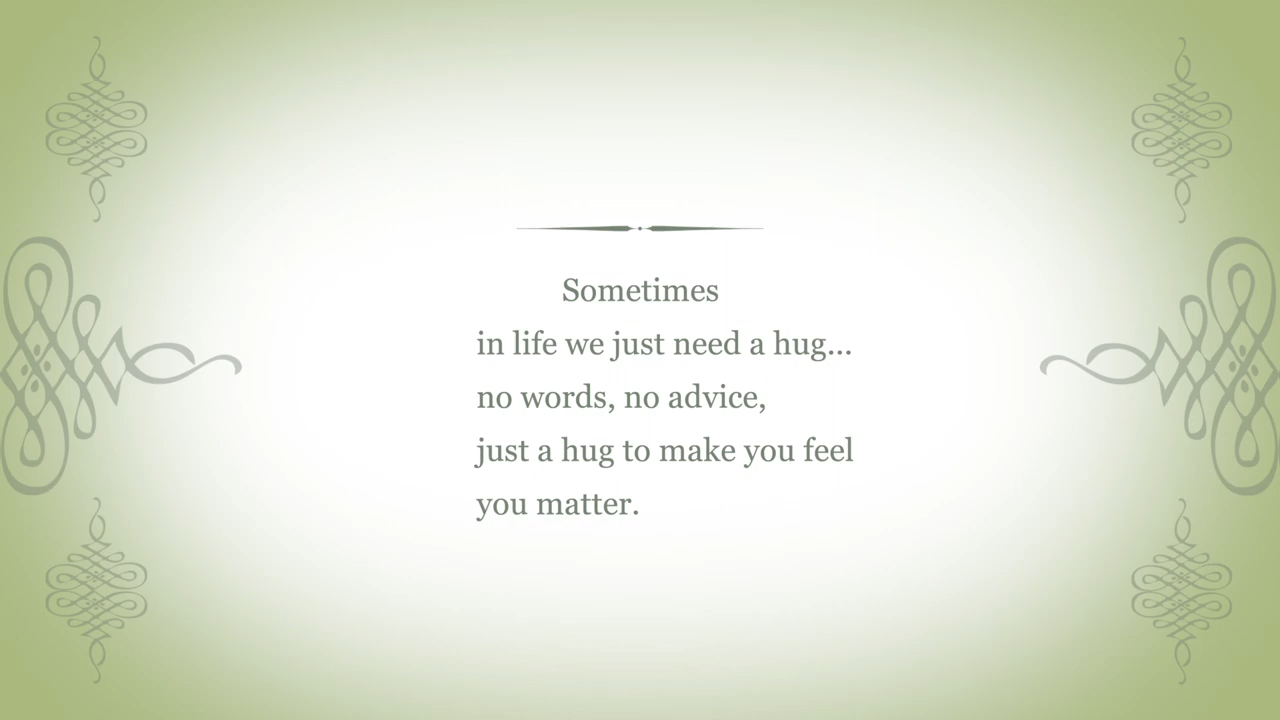 Sometimes
in life we just need a hug...
no words, no advice,
just a hug to make you feel
you matter.